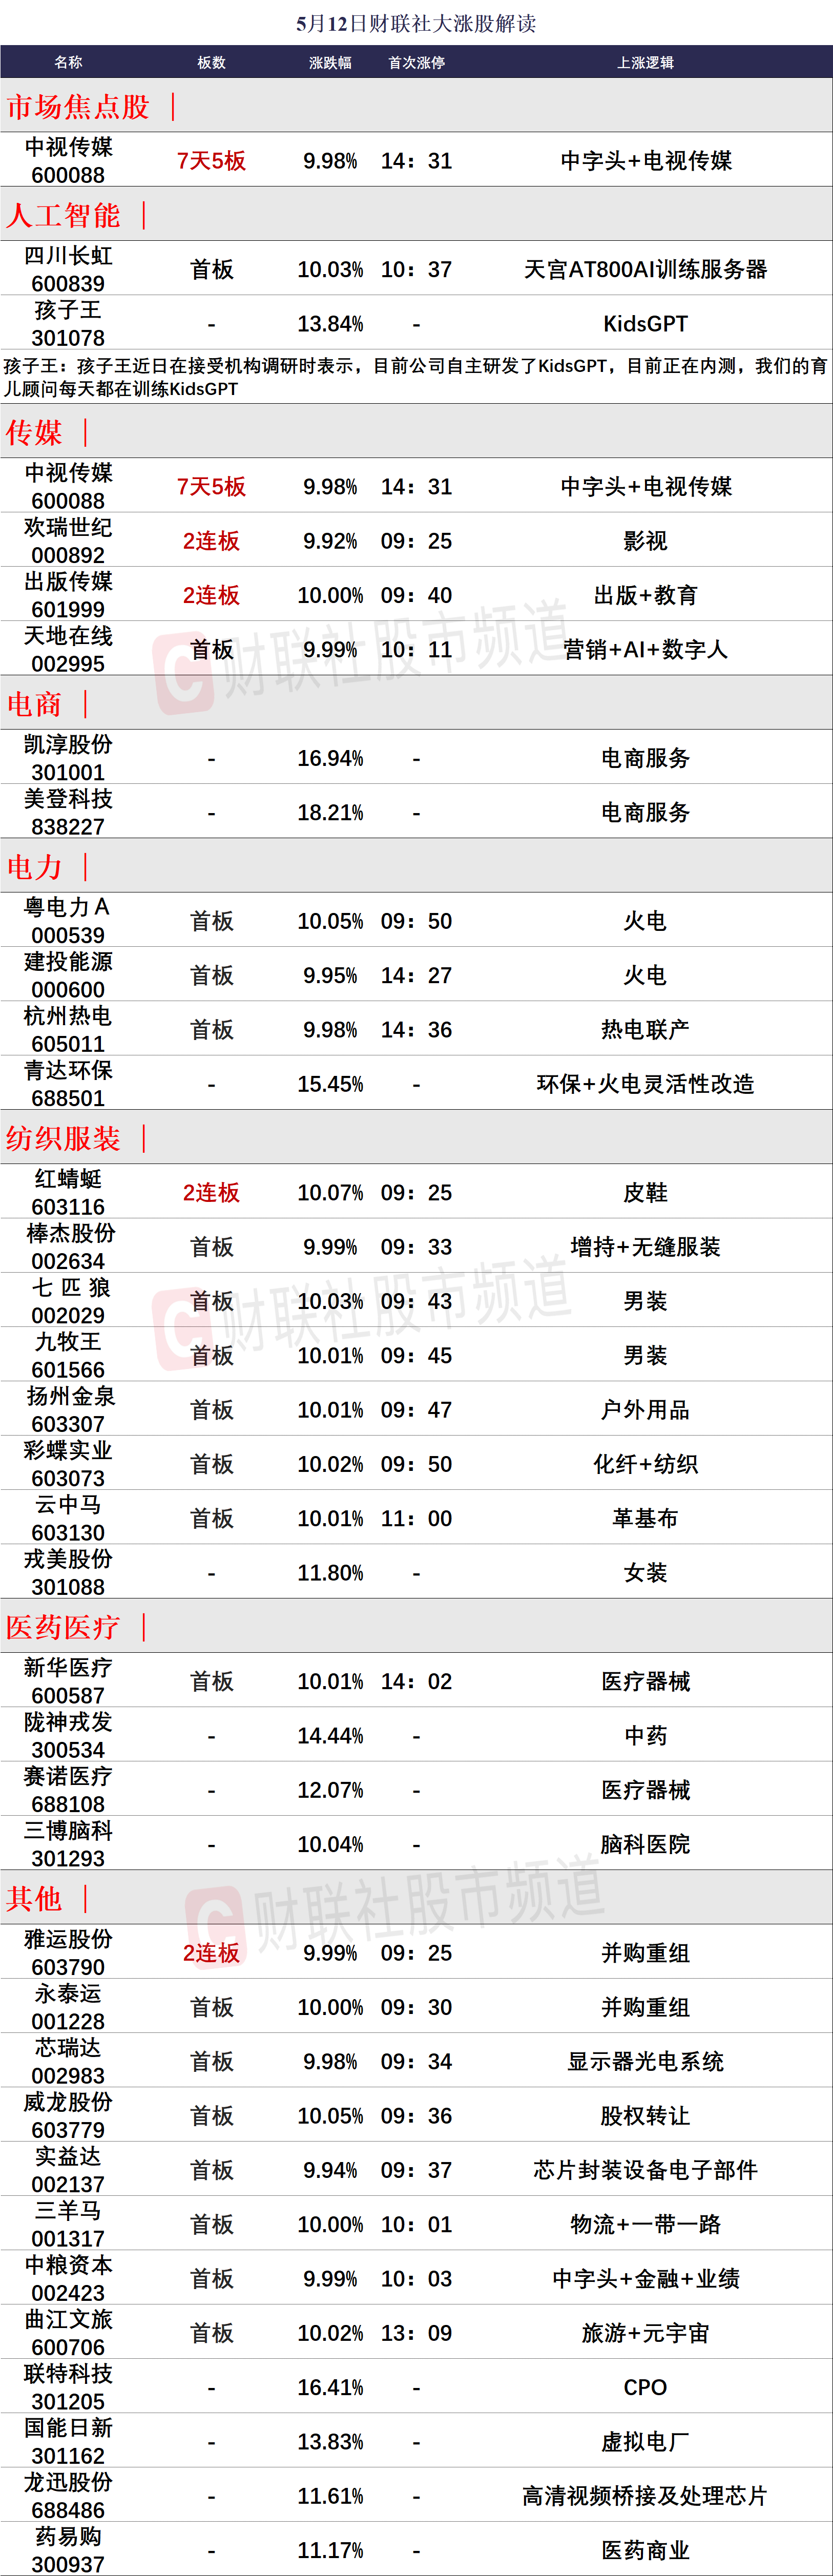 5月12日财联社大涨股解读
名称 板数 涨跌幅 首次涨停 上涨逻辑
市场焦点股 |
中视传媒
600088 7天5板 9.98% 14：31 中字头+电视传媒
人工智能 |
四川长虹
600839 首板 10.03% 10：37 天宫AT800AI训练服务器
孩子王
301078 - 13.84% - KidsGPT
孩子王：孩子王近日在接受机构调研时表示，目前公司自主研发了KidsGPT，目前正在内测，我们的育
儿顾问每天都在训练KidsGPT
传媒 |
中视传媒
600088 7天5板 9.98% 14：31 中字头+电视传媒
欢瑞世纪
000892 2连板 9.92% 09：25 影视
出版传媒
601999 2连板 10.00% 09：40 出版+教育
天地在线
002995 首板 9.99% 10：11 营销+AI+数字人
财联社股市频道
电商 |
凯淳股份
301001 - 16.94% - 电商服务
美登科技
838227 - 18.21% - 电商服务
电力 |
粤电力Ａ
000539 首板 10.05% 09：50 火电
建投能源
000600 首板 9.95% 14：27 火电
杭州热电
605011 首板 9.98% 14：36 热电联产
青达环保
688501 - 15.45% - 环保+火电灵活性改造
纺织服装 |
红蜻蜓
603116 2连板 10.07% 09：25 皮鞋
棒杰股份
002634 首板 9.99% 09：33 增持+无缝服装
七 匹 狼
002029 首板 10.03% 09：43 男装
财联社股市频道
九牧王
601566 首板 10.01% 09：45 男装
扬州金泉
603307 首板 10.01% 09：47 户外用品
彩蝶实业
603073 首板 10.02% 09：50 化纤+纺织
云中马
603130 首板 10.01% 11：00 革基布
戎美股份
301088 - 11.80% - 女装
医药医疗 |
新华医疗
600587 首板 10.01% 14：02 医疗器械
陇神戎发
300534 - 14.44% - 中药
赛诺医疗
688108 - 12.07% - 医疗器械
三博脑科
301293 - 10.04% - 脑科医院
其他 |
财联社股市频道
雅运股份
603790 2连板 9.99% 09：25 并购重组
永泰运
001228 首板 10.00% 09：30 并购重组
芯瑞达
002983 首板 9.98% 09：34 显示器光电系统
威龙股份
603779 首板 10.05% 09：36 股权转让
实益达
002137 首板 9.94% 09：37 芯片封装设备电子部件
三羊马
001317 首板 10.00% 10：01 物流+一带一路
中粮资本
002423 首板 9.99% 10：03 中字头+金融+业绩
曲江文旅
600706 首板 10.02% 13：09 旅游+元宇宙
联特科技
301205 - 16.41% - CPO
国能日新
301162 - 13.83% - 虚拟电厂
龙迅股份
688486 - 11.61% - 高清视频桥接及处理芯片
药易购
300937 - 11.17% - 医药商业